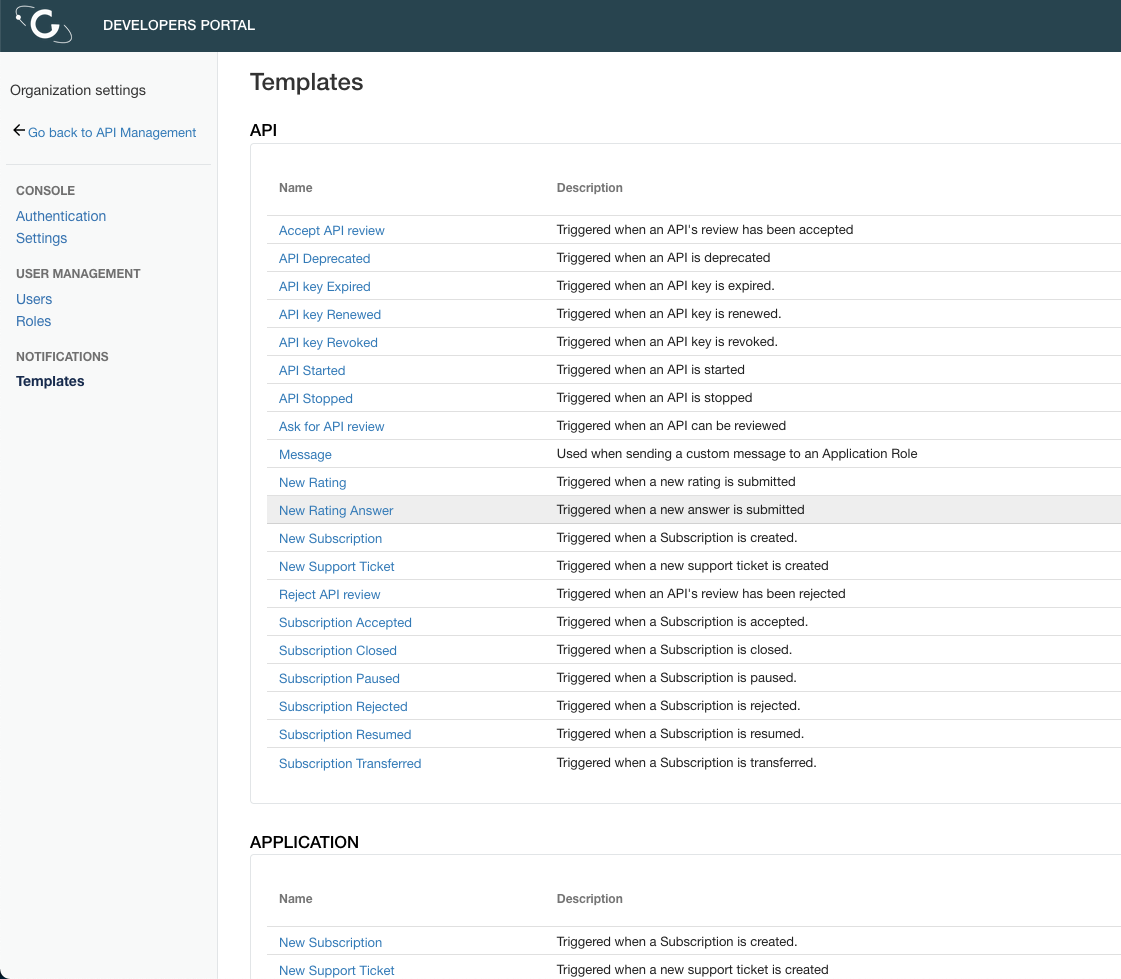 DEVELOPERS PORTAL
Organization settings
Go back to API Management
CONSOLE
Authentication
Settings
USER MANAGEMENT
Users
Roles
NOTIFICATIONS
Templates
Templates
API
Name Description
Accept API review Triggered when an API's review has been accepted
API Deprecated Triggered when an API is deprecated
API key Expired Triggered when an API key is expired.
API key Renewed Triggered when an API key is renewed.
API key Revoked Triggered when an API key is revoked.
API Started Triggered when an API is started
API Stopped Triggered when an API is stopped
Ask for API review Triggered when an API can be reviewed
Message Used when sending a custom message to an Application Role
New Rating Triggered when a new rating is submitted
New Rating Answer Triggered when a new answer is submitted
New Subscription Triggered when a Subscription is created.
New Support Ticket Triggered when a new support ticket is created
Reject API review Triggered when an API's review has been rejected
Subscription Accepted Triggered when a Subscription is accepted.
Subscription Closed Triggered when a Subscription is closed.
Subscription Paused Triggered when a Subscription is paused.
Subscription Rejected Triggered when a Subscription is rejected.
Subscription Resumed Triggered when a Subscription is resumed.
Subscription Transferred Triggered when a Subscription is transferred.
APPLICATION
Name Description
New Subscription Triggered when a Subscription is created.
New Support Ticket Triggered when a new support ticket is created